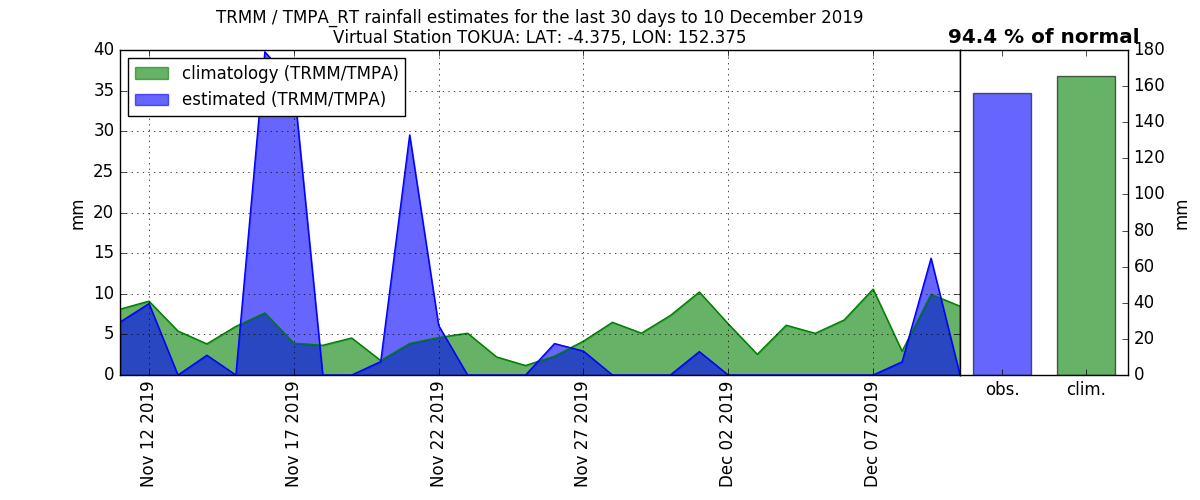 TRMM / TMPA_RT rainfall estimates for the last 30 days to 10 December 2019
Virtual Station TOKUA: LAT: -4.375, LON: 152.375
94.4 % of normal
climatology (TRMM/TMPA)
estimated (TRMM/TMPA)
40
35
30
25
20
15
10
5
0
mm
Nov 12 2019
Nov 17 2019
Nov 22 2019
Nov 27 2019
Dec 02 2019
Dec 07 2019
obs.
clim.
180
160
140
120
100
80
60
40
20
0
mm